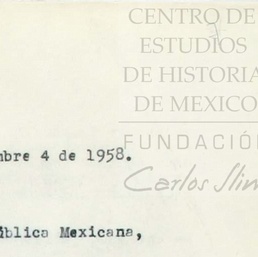 CENTRO DE
ESTUDIOS
DE HISTORIA
DE MEXICO
FUNDACIÓN
Carlos Slim
mbre 4 de 1958.
ública Mexicana,